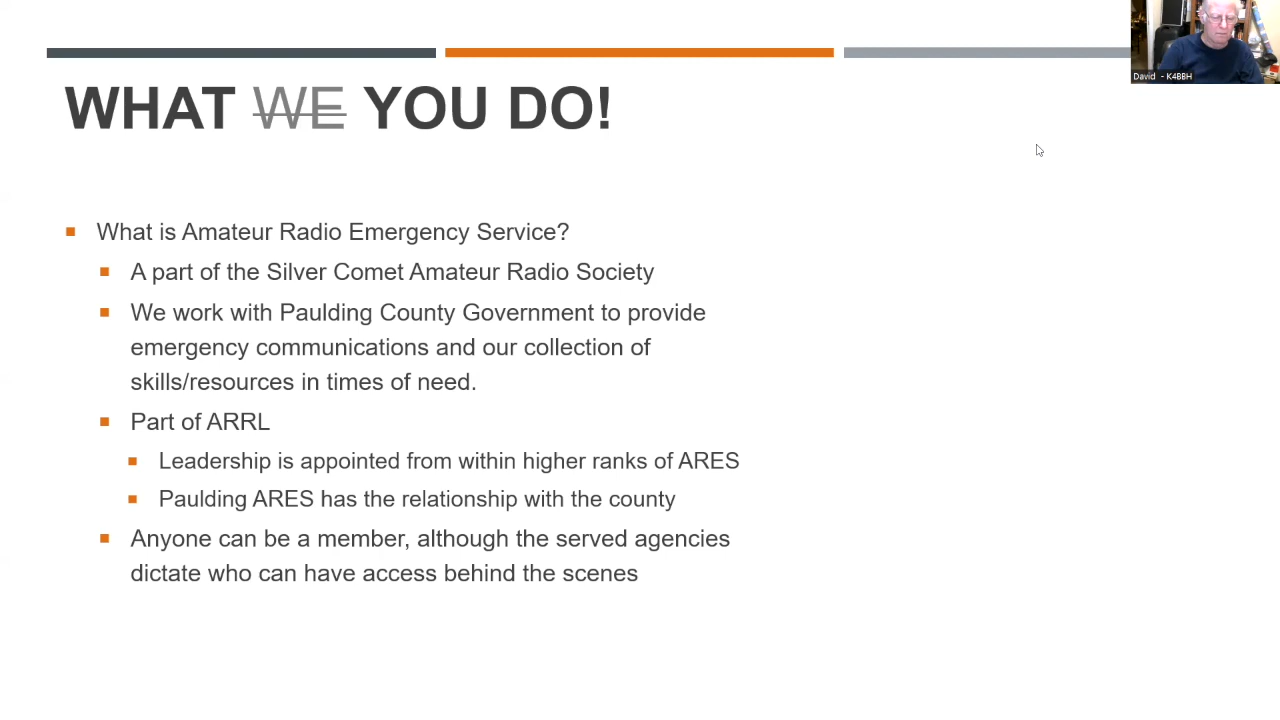 David - K4BBH
WHAT WE YOU DO!
What is Amateur Radio Emergency Service?
A part of the Silver Comet Amateur Radio Society
We work with Paulding County Government to provide
emergency communications and our collection of
skills/resources in times of need.
Part of ARRL
Leadership is appointed from within higher ranks of ARES
Paulding ARES has the relationship with the county
Anyone can be a member, although the served agencies
dictate who can have access behind the scenes